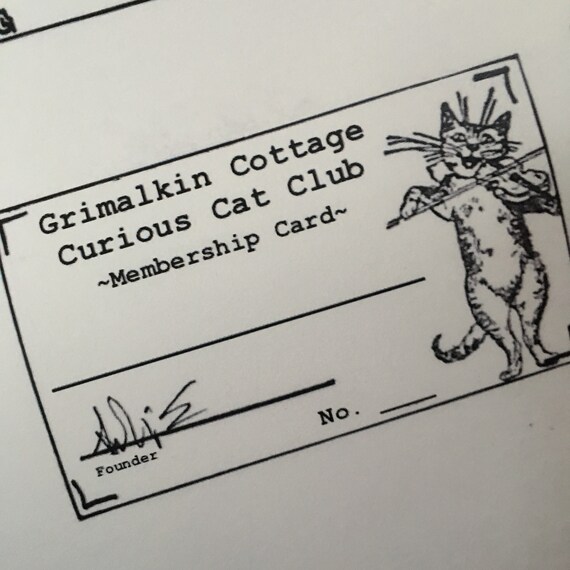 Grimalkin Cottage
Curious Cat Club
~Membership Card~
No.
Founder